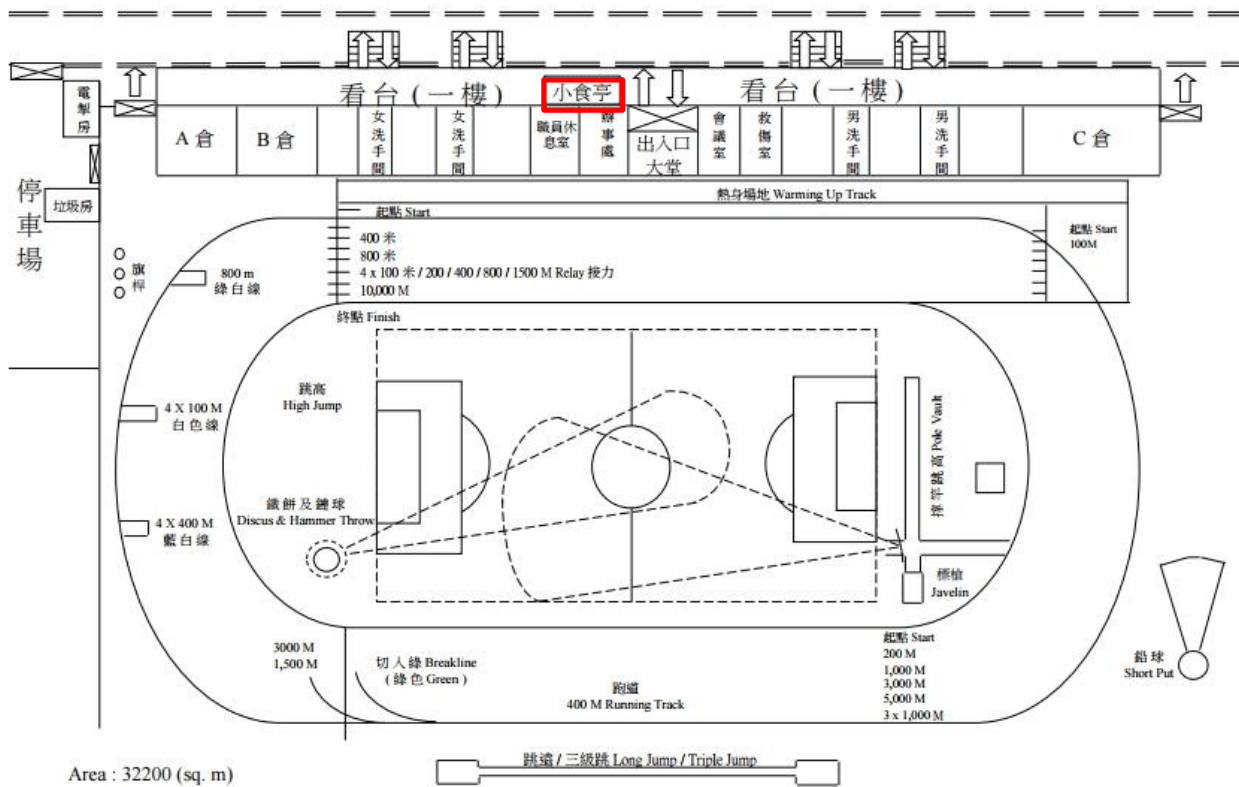 電掣房
看台 (一樓)
小食亭
看台 (一樓)
A 倉
B 倉
女洗手間
女洗手間
職員休
息室
辦事處
出入口
大堂
會議室
救傷室
男洗手間
男洗手間
C 倉
停車場
垃圾房
旗桿
熱身場地 Warming Up Track
起點 Start
400 米
800 米
4 x 100 米 / 200 / 400 / 800 / 1500 M Relay 接力
10,000 M
起點 Start
100M
800 m
綠白線
終點 Finish
跳高
High Jump
4 X 100 M
白色線
撐竿跳高 Pole Vault
鐵餅及鏈球
Discus & Hammer Throw
4 X 400 M
藍白線
標槍
Javelin
3000 M
1,500 M
切人綠 Breakline
(綠色 Green)
跑道
400 M Running Track
起點 Start
200 M
1,000 M
3,000 M
5,000 M
3 x 1,000 M
鉛球
Short Put
跳遠 / 三級跳 Long Jump / Triple Jump
Area : 32200 (sq. m)